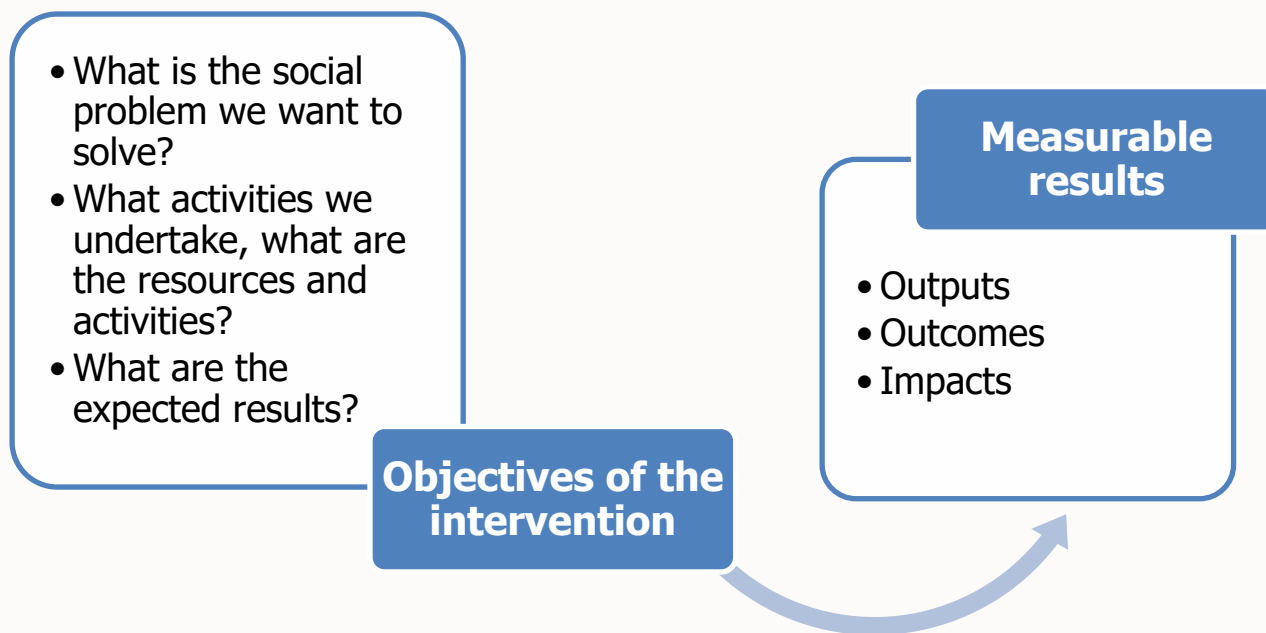 • What is the social
problem we want to
solve?
• What activities we
undertake, what are
the resources and
activities?
• What are the
expected results?
Objectives of the
intervention
Measurable
results
• Outputs
• Outcomes
• Impacts